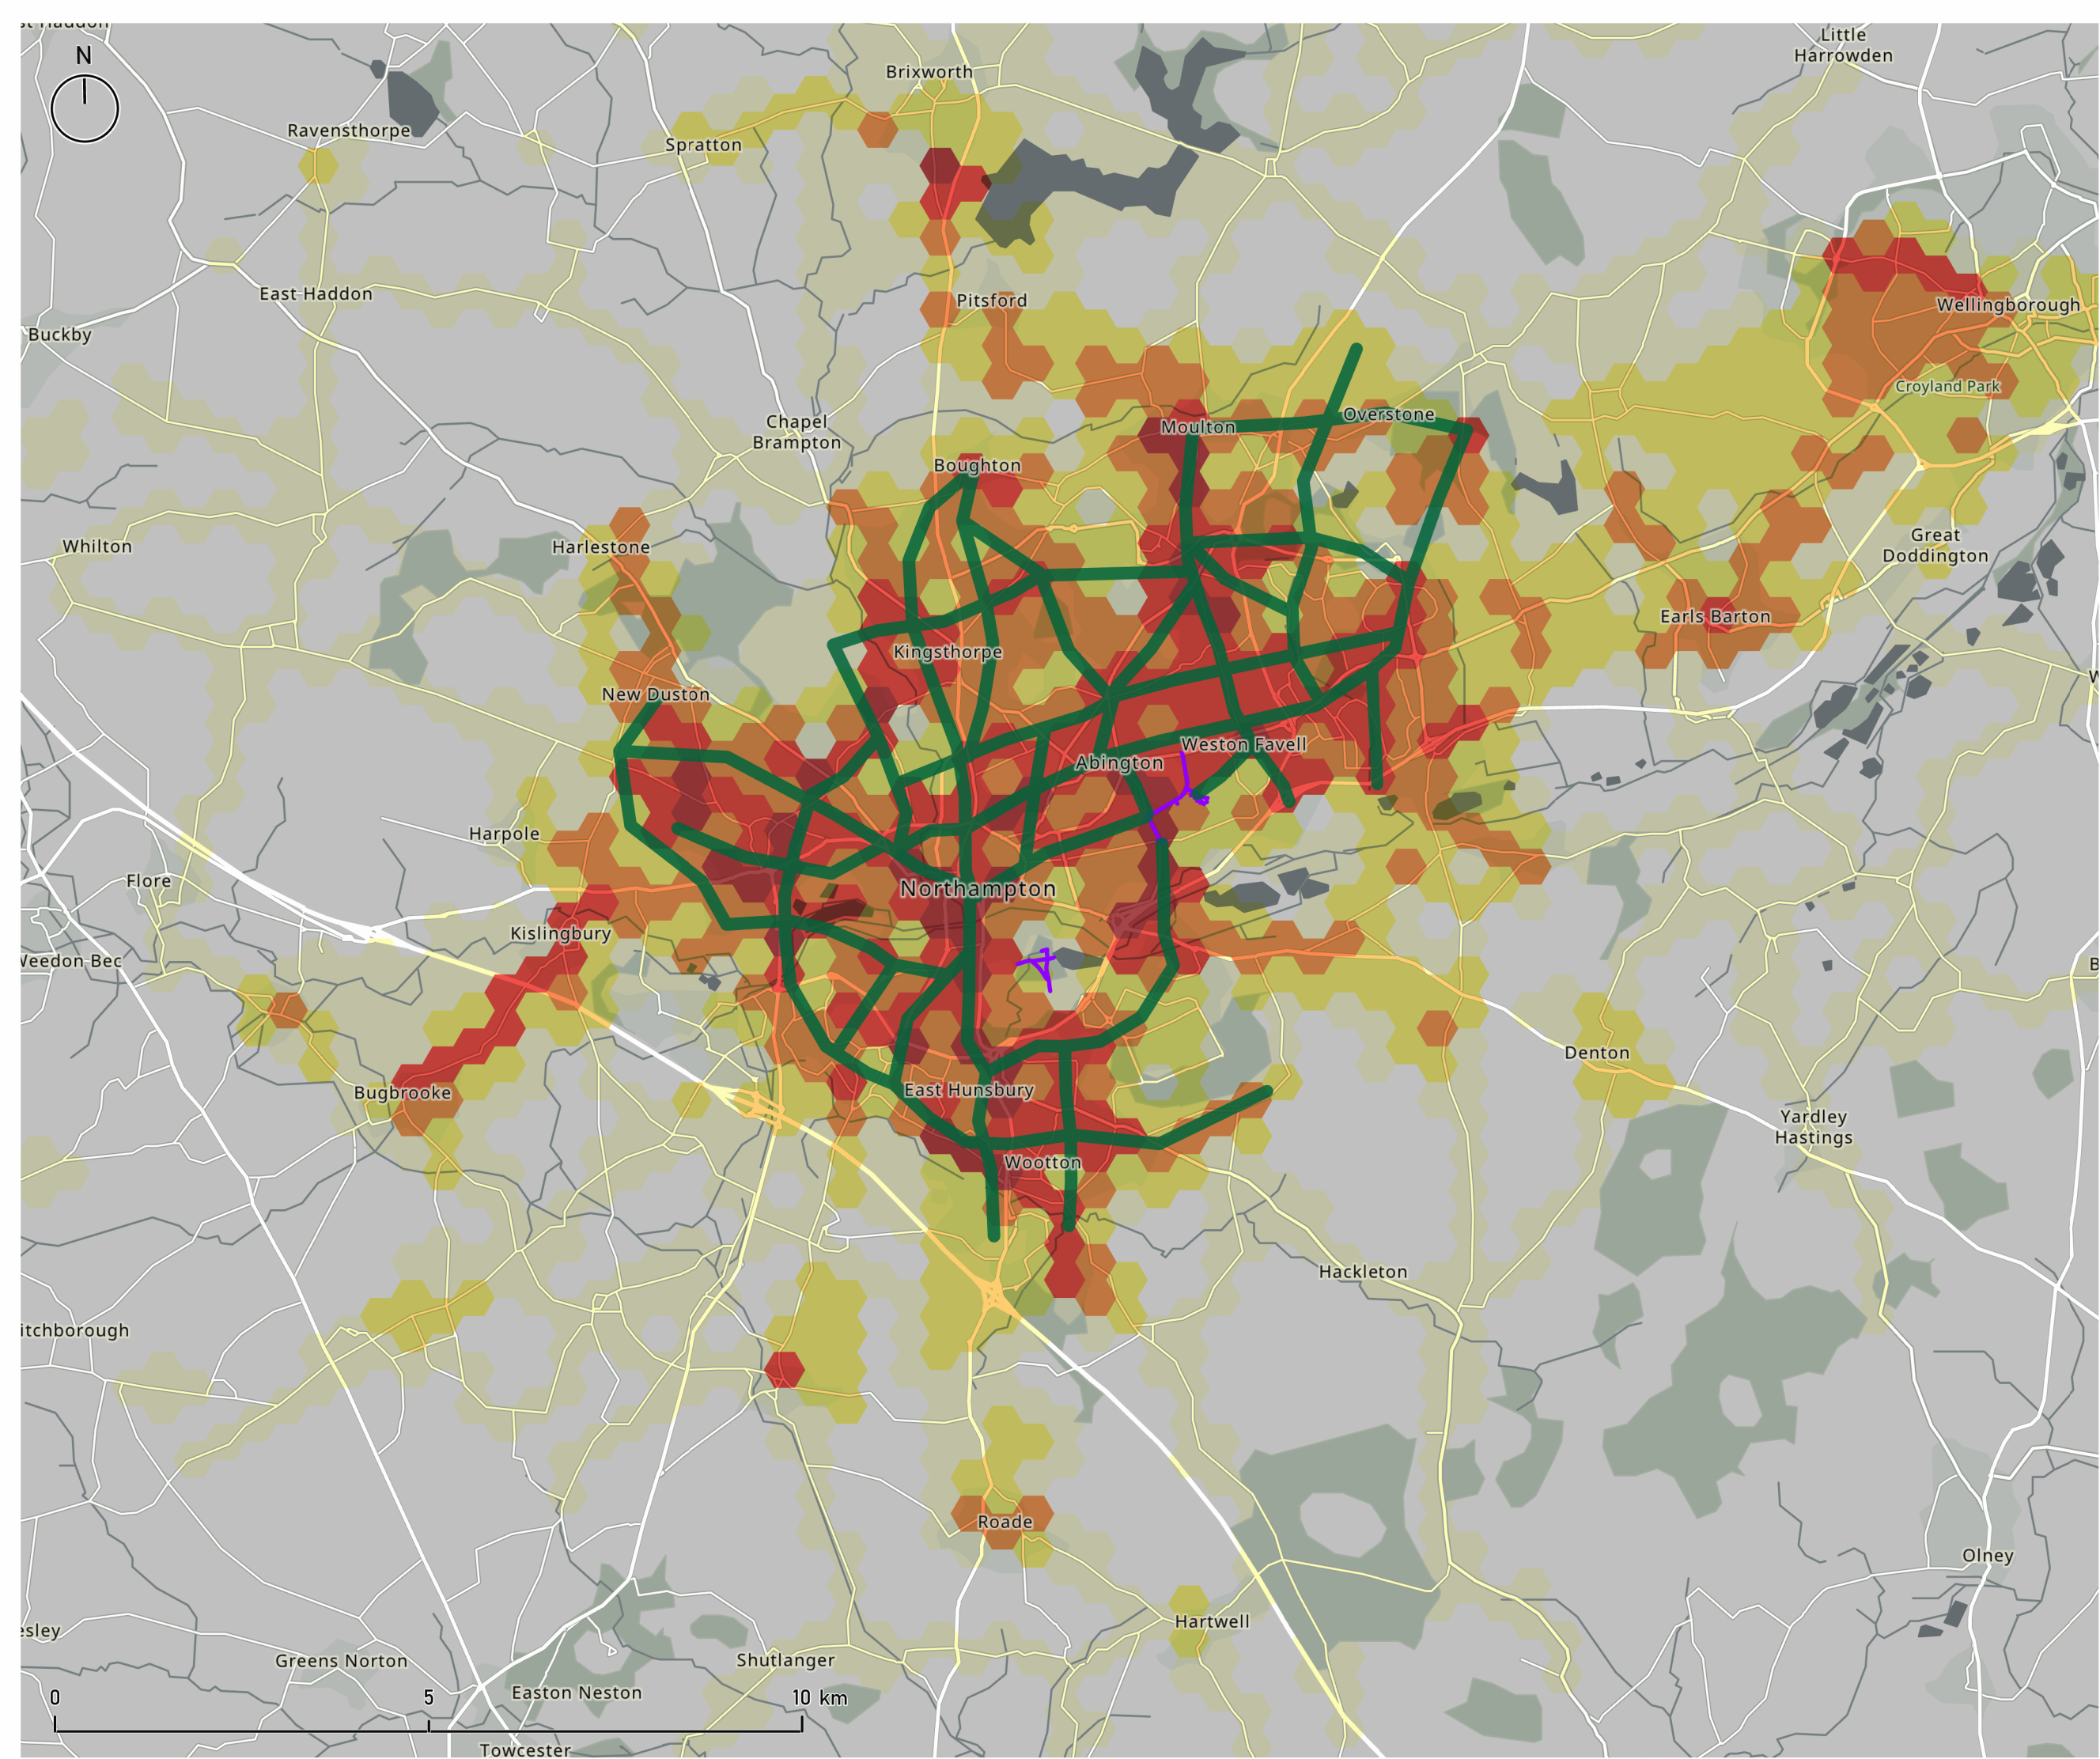 st Haddon
Little
Harrowden
N
Brixworth
Ravensthorpe
Spratton
East Haddon
Pitsford
Wellingborough
Buckby
Croyland Park
Overstone
Chapel
Brampton
Moulton
Boughton
Great
Doddington
Whilton
Harlestone
Earls Barton
Kingsthorpe
W
New Duston
Weston Favell
Abington
Harpole
Flore
Northampton
Kislingbury
Weedon Bec
B
Denton
Bugbrooke
East Hunsbury
Yardley
Hastings
Wootton
Hackleton
itchborough
Roade
Olney
Hartwell
esley
Greens Norton
Shutlanger
Easton Neston
0 5 10 km
Towcester